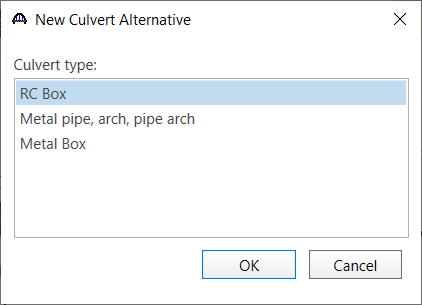 New Culvert Alternative
Culvert type:
RC Box
Metal pipe, arch, pipe arch
Metal Box
OK
Cancel